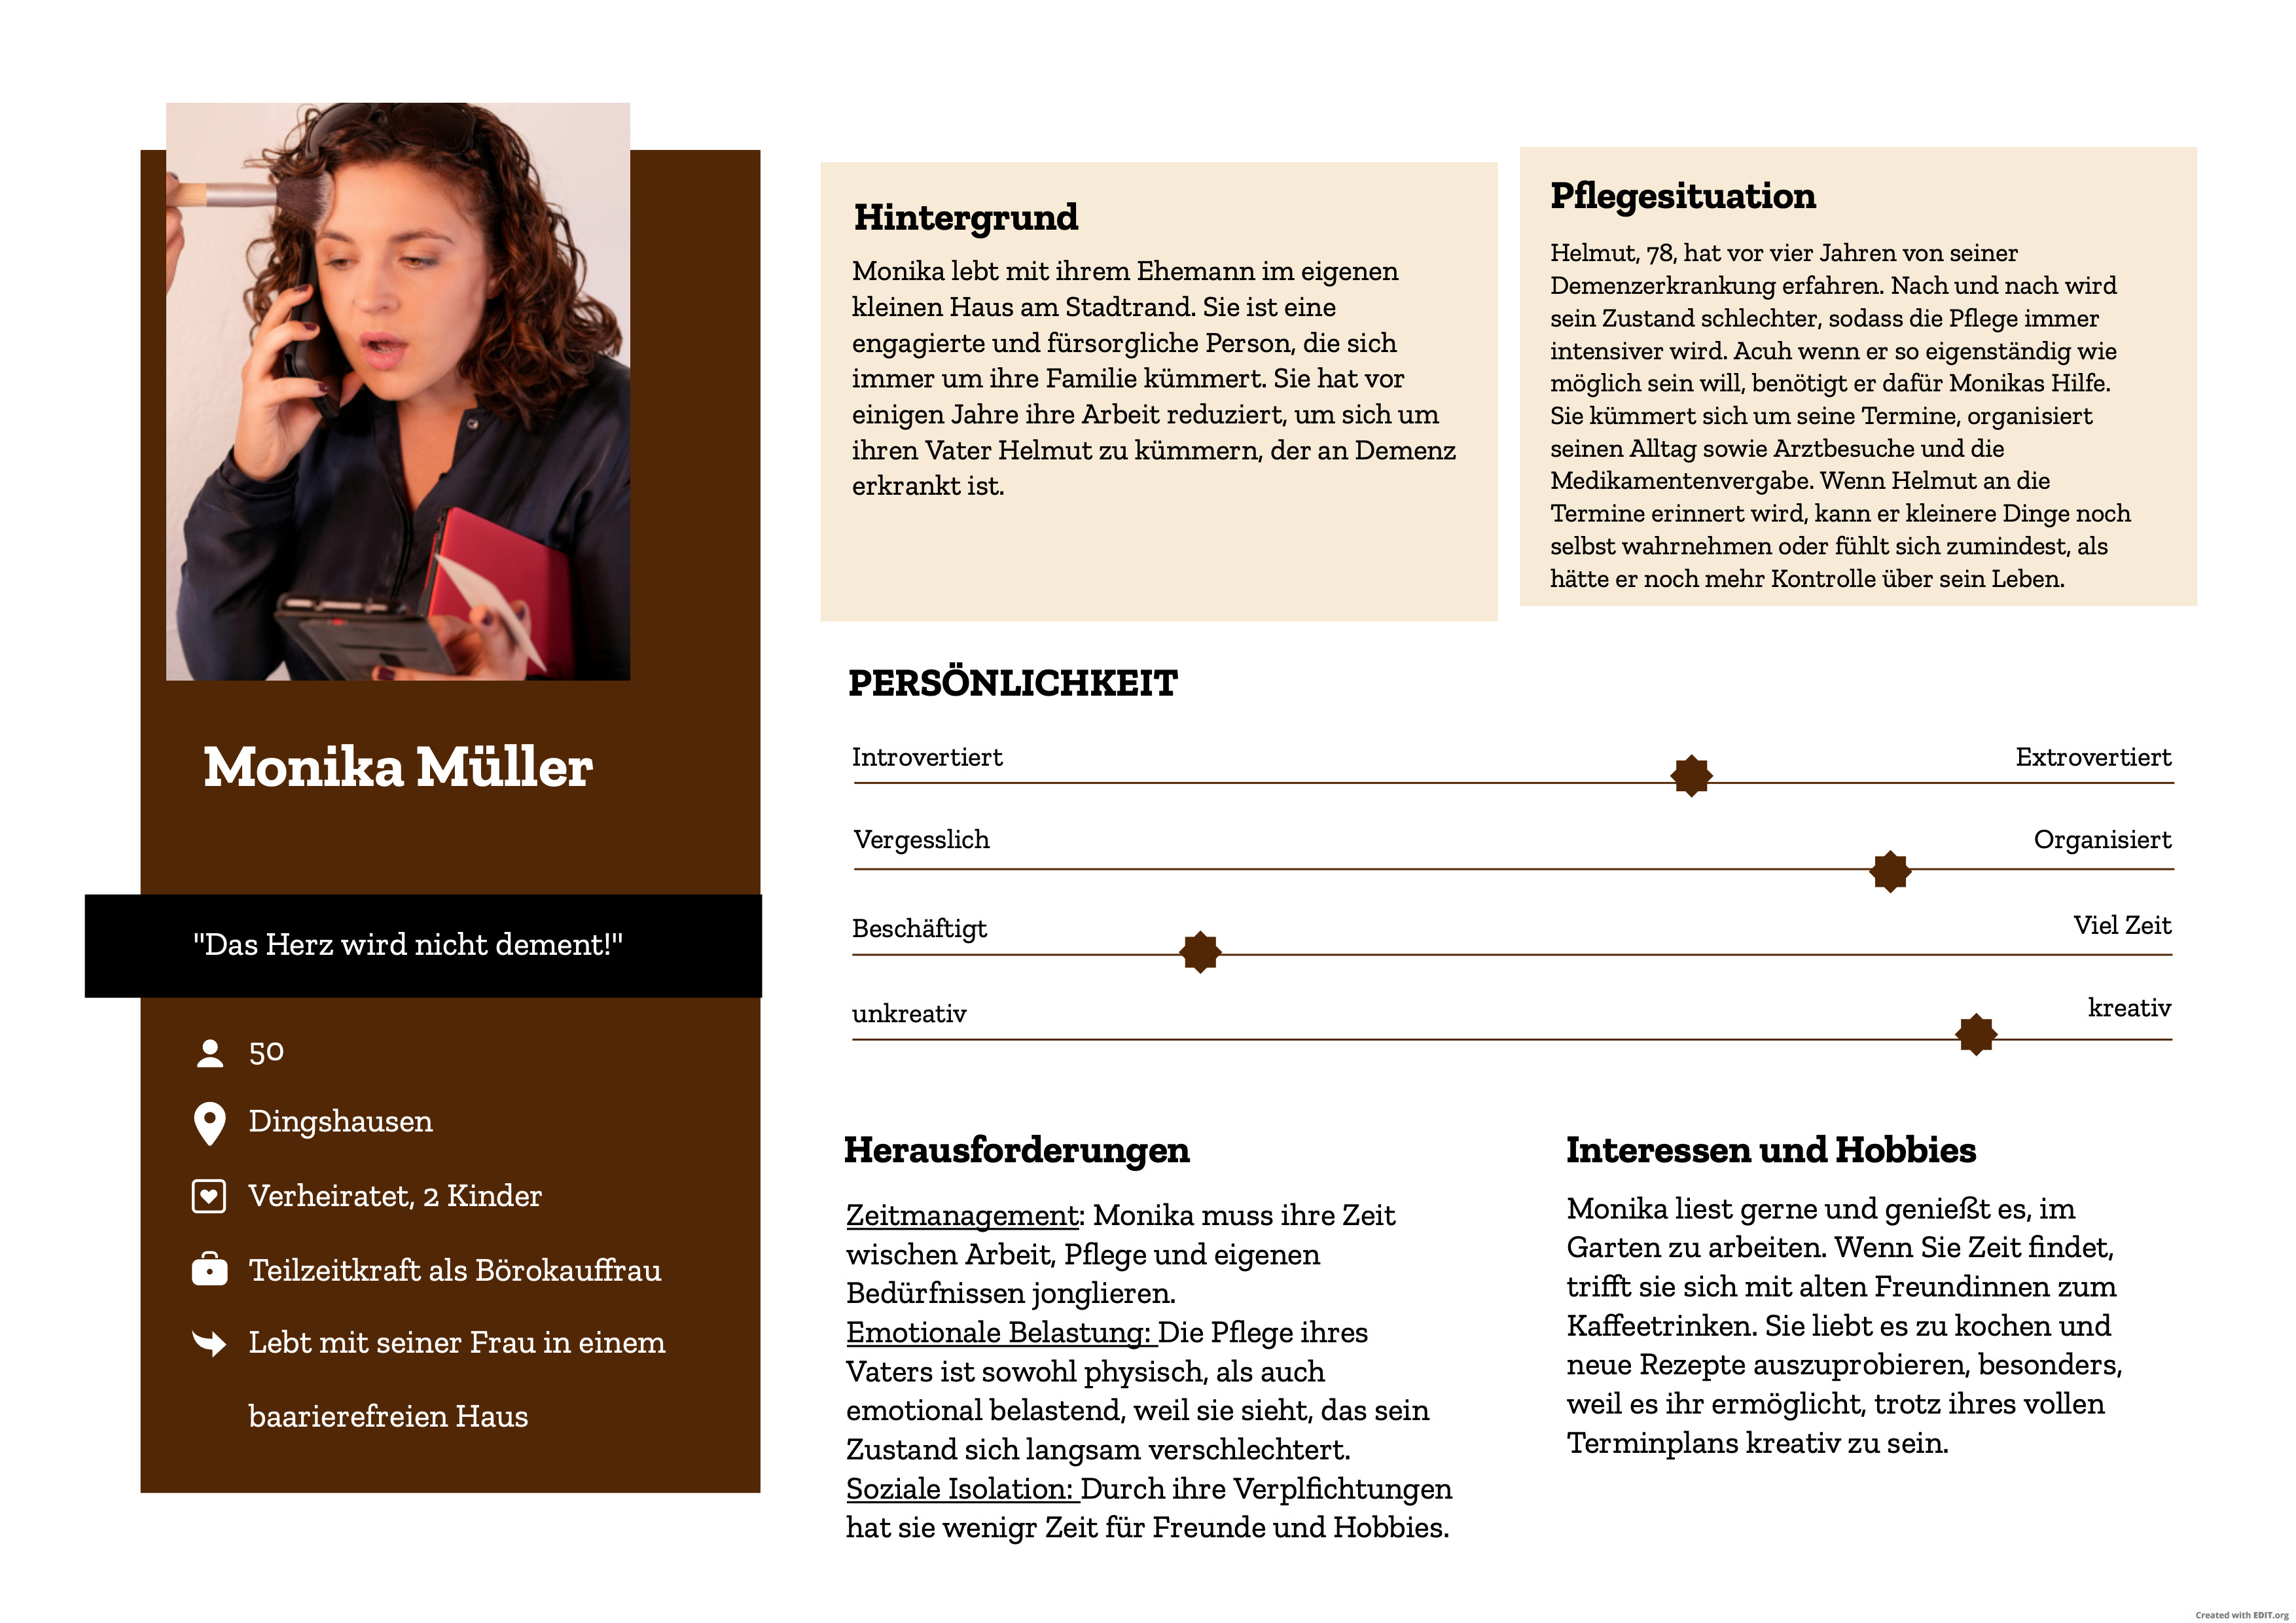 Monika Müller
"Das Herz wird nicht dement!"
50
Dingshausen
Verheiratet, 2 Kinder
Teilzeitkraft als Börokauffrau
Lebt mit seiner Frau in einem
baarierefreien Haus
Hintergrund
Monika lebt mit ihrem Ehemann im eigenen
kleinen Haus am Stadtrand. Sie ist eine
engagierte und fürsorgliche Person, die sich
immer um ihre Familie kümmert. Sie hat vor
einigen Jahre ihre Arbeit reduziert, um sich um
ihren Vater Helmut zu kümmern, der an Demenz
erkrankt ist.
Pflegesituation
Helmut, 78, hat vor vier Jahren von seiner
Demenzerkrankung erfahren. Nach und nach wird
sein Zustand schlechter, sodass die Pflege immer
intensiver wird. Acuh wenn er so eigenständig wie
möglich sein will, benötigt er dafür Monikas Hilfe.
Sie kümmert sich um seine Termine, organisiert
seinen Alltag sowie Arztbesuche und die
Medikamentenvergabe. Wenn Helmut an die
Termine erinnert wird, kann er kleinere Dinge noch
selbst wahrnehmen oder fühlt sich zumindest, als
hätte er noch mehr Kontrolle über sein Leben.
PERSÖNLICHKEIT
Introvertiert Extrovertiert
Vergesslich Organisiert
Beschäftigt Viel Zeit
unkreativ kreativ
Herausforderungen
Zeitmanagement: Monika muss ihre Zeit
wischen Arbeit, Pflege und eigenen
Bedürfnissen jonglieren.
Emotionale Belastung: Die Pflege ihres
Vaters ist sowohl physisch, als auch
emotional belastend, weil sie sieht, das sein
Zustand sich langsam verschlechtert.
Soziale Isolation: Durch ihre Verplfichtungen
hat sie wenigr Zeit für Freunde und Hobbies.
Interessen und Hobbies
Monika liest gerne und genießt es, im
Garten zu arbeiten. Wenn Sie Zeit findet,
trifft sie sich mit alten Freundinnen zum
Kaffeetrinken. Sie liebt es zu kochen und
neue Rezepte auszuprobieren, besonders,
weil es ihr ermöglicht, trotz ihres vollen
Terminplans kreativ zu sein.
Created with EDIT.org